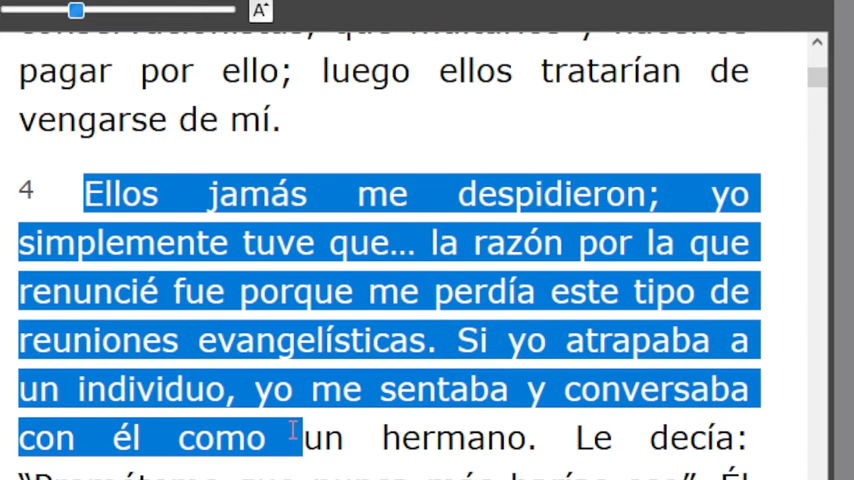 A
pagar por ello; luego ellos tratarían de
vengarse de mí.
4 Ellos jamás me despidieron; yo
simplemente tuve que... la razón por la que
renuncié fue porque me perdía este tipo de
reuniones evangelísticas. Si yo atrapaba a
un individuo, yo me sentaba y conversaba
con él como un hermano. Le decía: